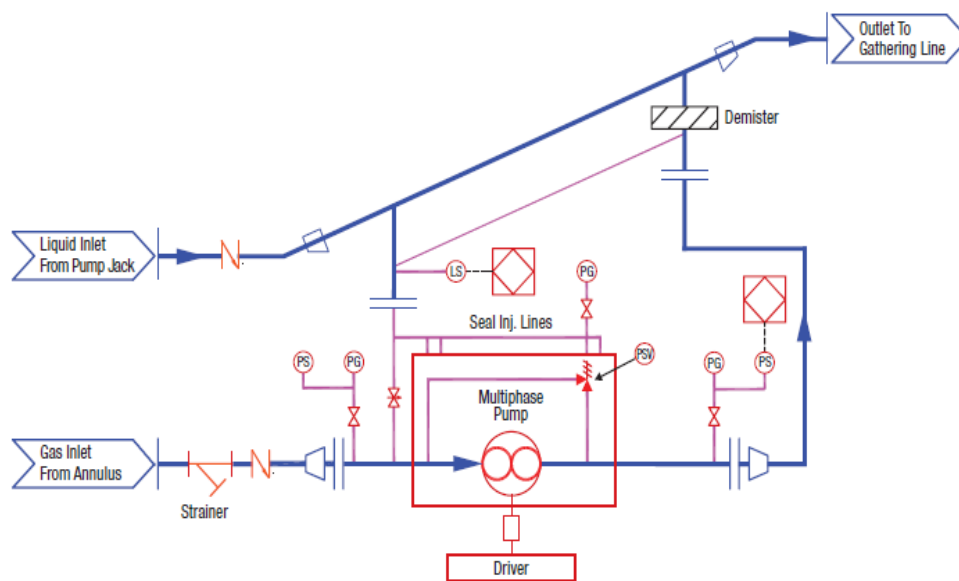 Outlet To
Gathering Line
Demister
Liquid Inlet
From Pump Jack
LS
PG
Seal Inj. Lines
PS
PG
PSV
PG
PS
Multiphase
Pump
Gas Inlet
From Annulus
Strainer
Driver